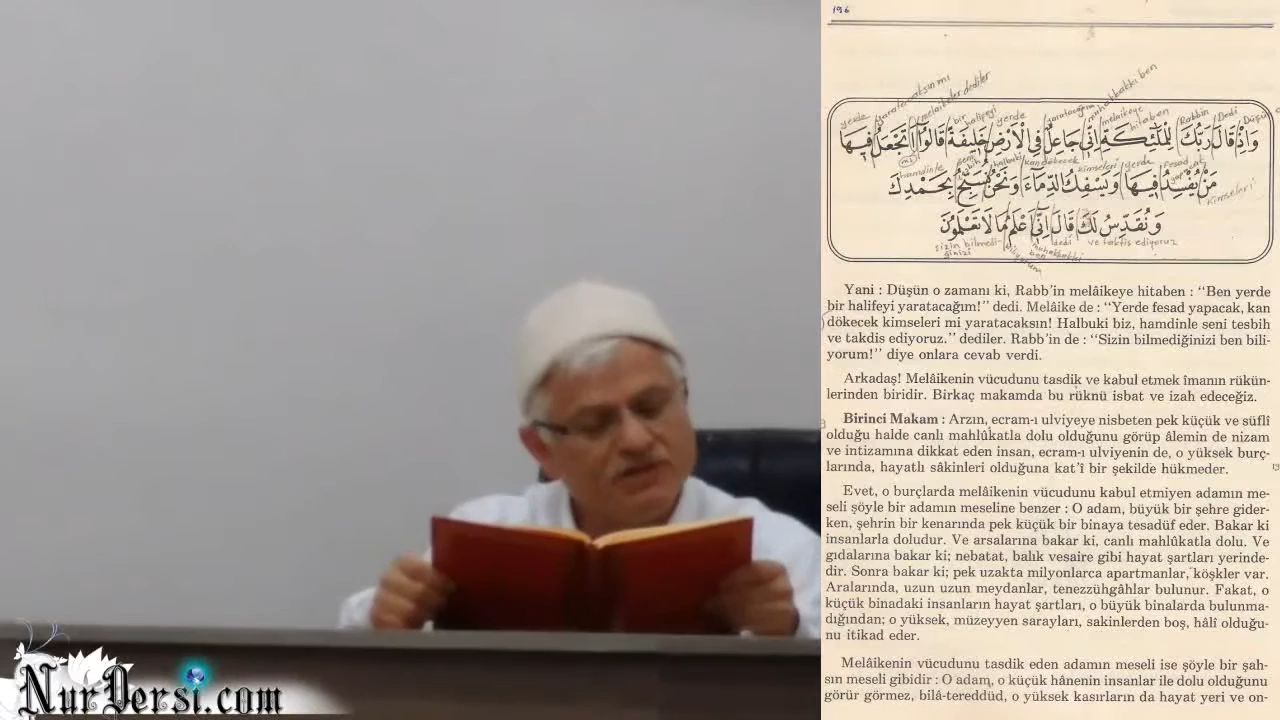 196
وَاِذْ قَالَ رَبُّكَ لِلْمَلٰٓئِكَةِ اِنّٖى جَاعِلٌ فِى الْاَرْضِ خَلٖيفَةً قَالُٓوا اَتَجْعَلُ فٖيهَا
مَنْ يُفْسِدُ فٖيهَا وَيَسْفِكُ الدِّمَٓاءَ وَنَحْنُ نُسَبِّحُ بِحَمْدِكَ
وَنُقَدِّسُ لَكَ قَالَ اِنّٖٓى اَعْلَمُ مَا لَا تَعْلَمُونَ
Yani : Düşün o zamanı ki, Rabb'in melâikeye hitaben : "Ben yerde
bir halifeyi yaratacağım!" dedi. Melâike de : "Yerde fesad yapacak, kan
dökecek kimseleri mi yaratacaksın! Halbuki biz, hamdinle seni tesbih
ve takdis ediyoruz." dediler. Rabb'in de : "Sizin bilmediğinizi ben bili-
yorum!" diye onlara cevab verdi.
Arkadaş! Melâikenin vücudunu tasdik ve kabul etmek îmanın rükün-
lerinden biridir. Birkaç makamda bu rüknü isbat ve izah edeceğiz.
Birinci Makam : Arzın, ecram-ı ulviyeye nisbeten pek küçük ve süflî
olduğu halde canlı mahlûkatla dolu olduğunu görüp âlemin de nizam
ve intizamına dikkat eden insan, ecram-ı ulviyenin de, o yüksek burç-
larında, hayatlı sâkinleri olduğuna kat'î bir şekilde hükmeder.
Evet, o burçlarda melâikenin vücudunu kabul etmiyen adamın me-
seli şöyle bir adamın meseline benzer : O adam, büyük bir şehre gider-
ken, şehrin bir kenarında pek küçük bir binaya tesadüf eder. Bakar ki
insanlarla doludur. Ve arsalarına bakar ki, canlı mahlûkatla dolu. Ve
gıdalarına bakar ki; nebatat, balık vesaire gibi hayat şartları yerinde-
dir. Sonra bakar ki; pek uzakta milyonlarca apartmanlar, köşkler var.
Aralarında, uzun uzun meydanlar, tenezzühgâhlar bulunur. Fakat, o
küçük binadaki insanların hayat şartları, o büyük binalarda bulunma-
dığından; o yüksek, müzeyyen sarayları, sakinlerden boş, hâlî olduğu-
nu itikad eder.
Melâikenin vücudunu tasdik eden adamın meseli ise şöyle bir şah-
sın meseli gibidir : O adam, o küçük hânenin insanlar ile dolu olduğunu
görür görmez, bilâ-tereddüd, o yüksek kasırların da hayat yeri ve on-
NurDersi.com